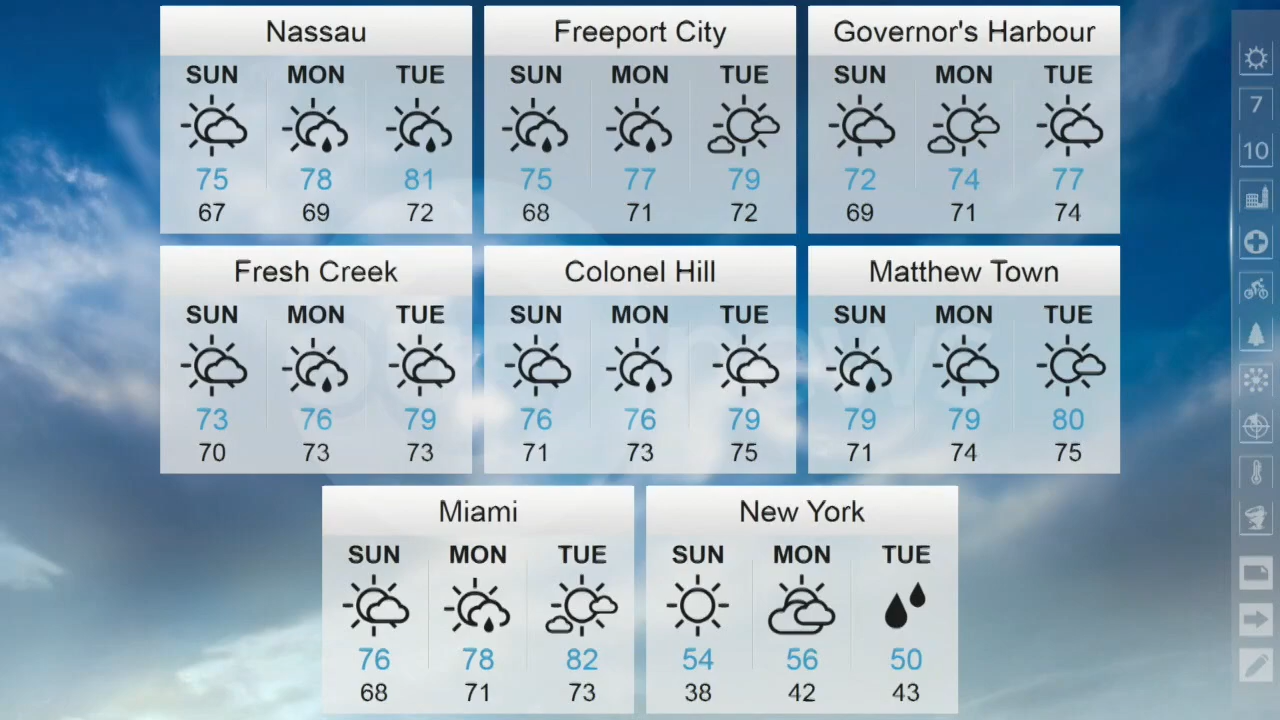 Nassau
SUN MON TUE
75 78 81
67 69 72
Freeport City
SUN MON TUE
75 77 79
68 71 72
Governor's Harbour
SUN MON TUE
72 74 77
69 71 74
Fresh Creek
SUN MON TUE
73 76 79
70 73 73
Colonel Hill
SUN MON TUE
76 76 79
71 73 75
Matthew Town
SUN MON TUE
79 79 80
71 74 75
Miami
SUN MON TUE
76 78 82
68 71 73
New York
SUN MON TUE
54 56 50
38 42 43
7
10
news